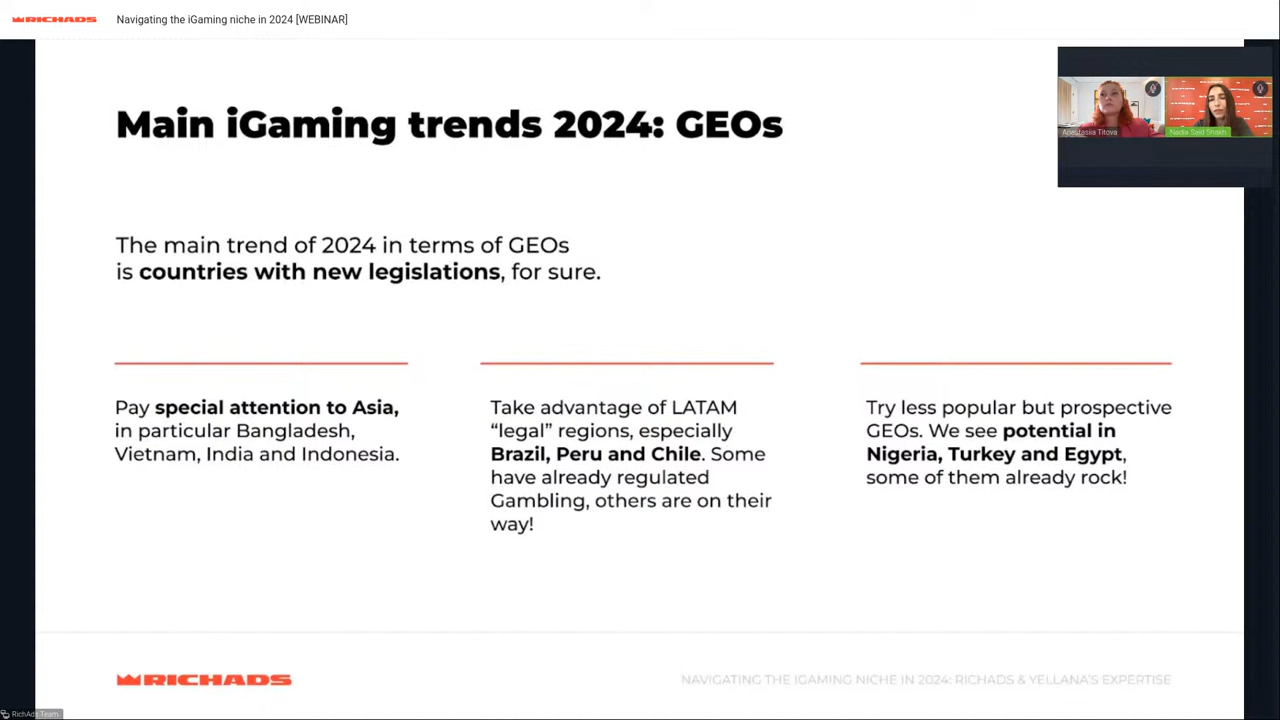 RICHADS
Navigating the iGaming niche in 2024 [WEBINAR]
Main iGaming trends 2024: GEOs
Anastasiia Titova
Nadia Said Shakh
The main trend of 2024 in terms of GEOs
is countries with new legislations, for sure.
Pay special attention to Asia,
in particular Bangladesh,
Vietnam, India and Indonesia.
Take advantage of LATAM
“legal” regions, especially
Brazil, Peru and Chile. Some
have already regulated
Gambling, others are on their
way!
Try less popular but prospective
GEOs. We see potential in
Nigeria, Turkey and Egypt,
some of them already rock!
RICHADS
NAVIGATING THE IGAMING NICHE IN 2024: RICHADS & YELLANA'S EXPERTISE
RichAds Team